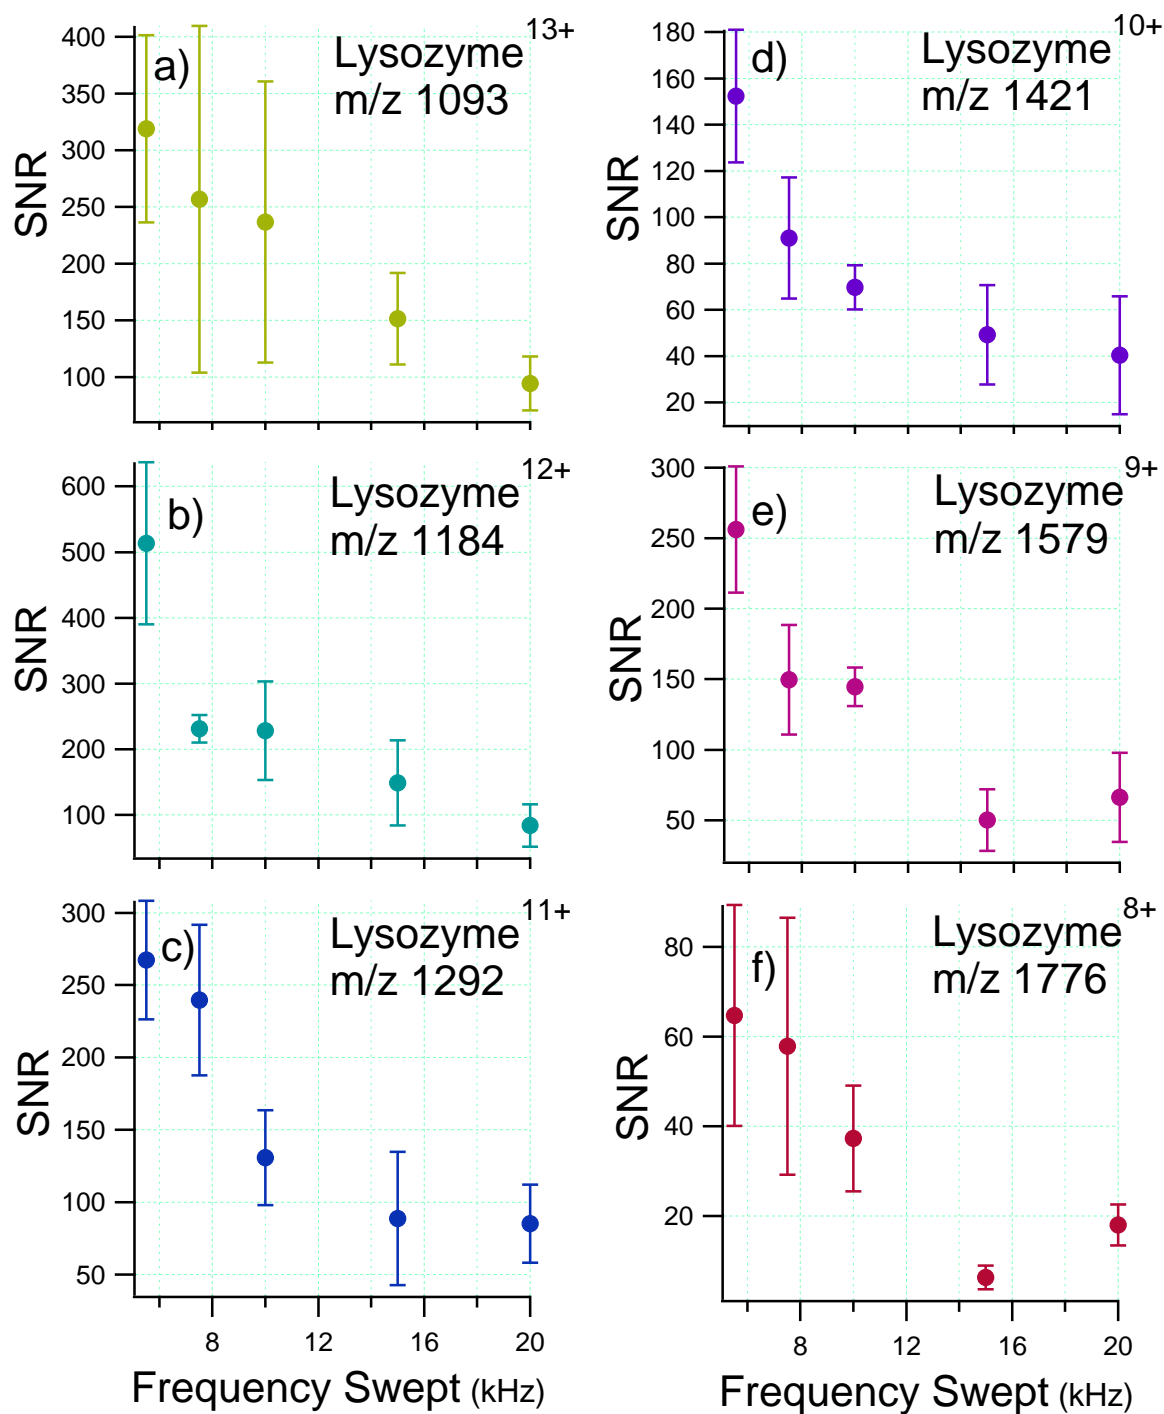 a)
Lysozyme 13+
m/z 1093
SNR
400
350
300
250
200
150
100
b)
Lysozyme 12+
m/z 1184
SNR
600
500
400
300
200
100
c)
Lysozyme 11+
m/z 1292
SNR
300
250
200
150
100
50
8 12 16 20
Frequency Swept (kHz)
d)
Lysozyme 10+
m/z 1421
SNR
180
160
140
120
100
80
60
40
20
e)
Lysozyme 9+
m/z 1579
SNR
300
250
200
150
100
50
f)
Lysozyme 8+
m/z 1776
SNR
80
60
40
20
8 12 16 20
Frequency Swept (kHz)